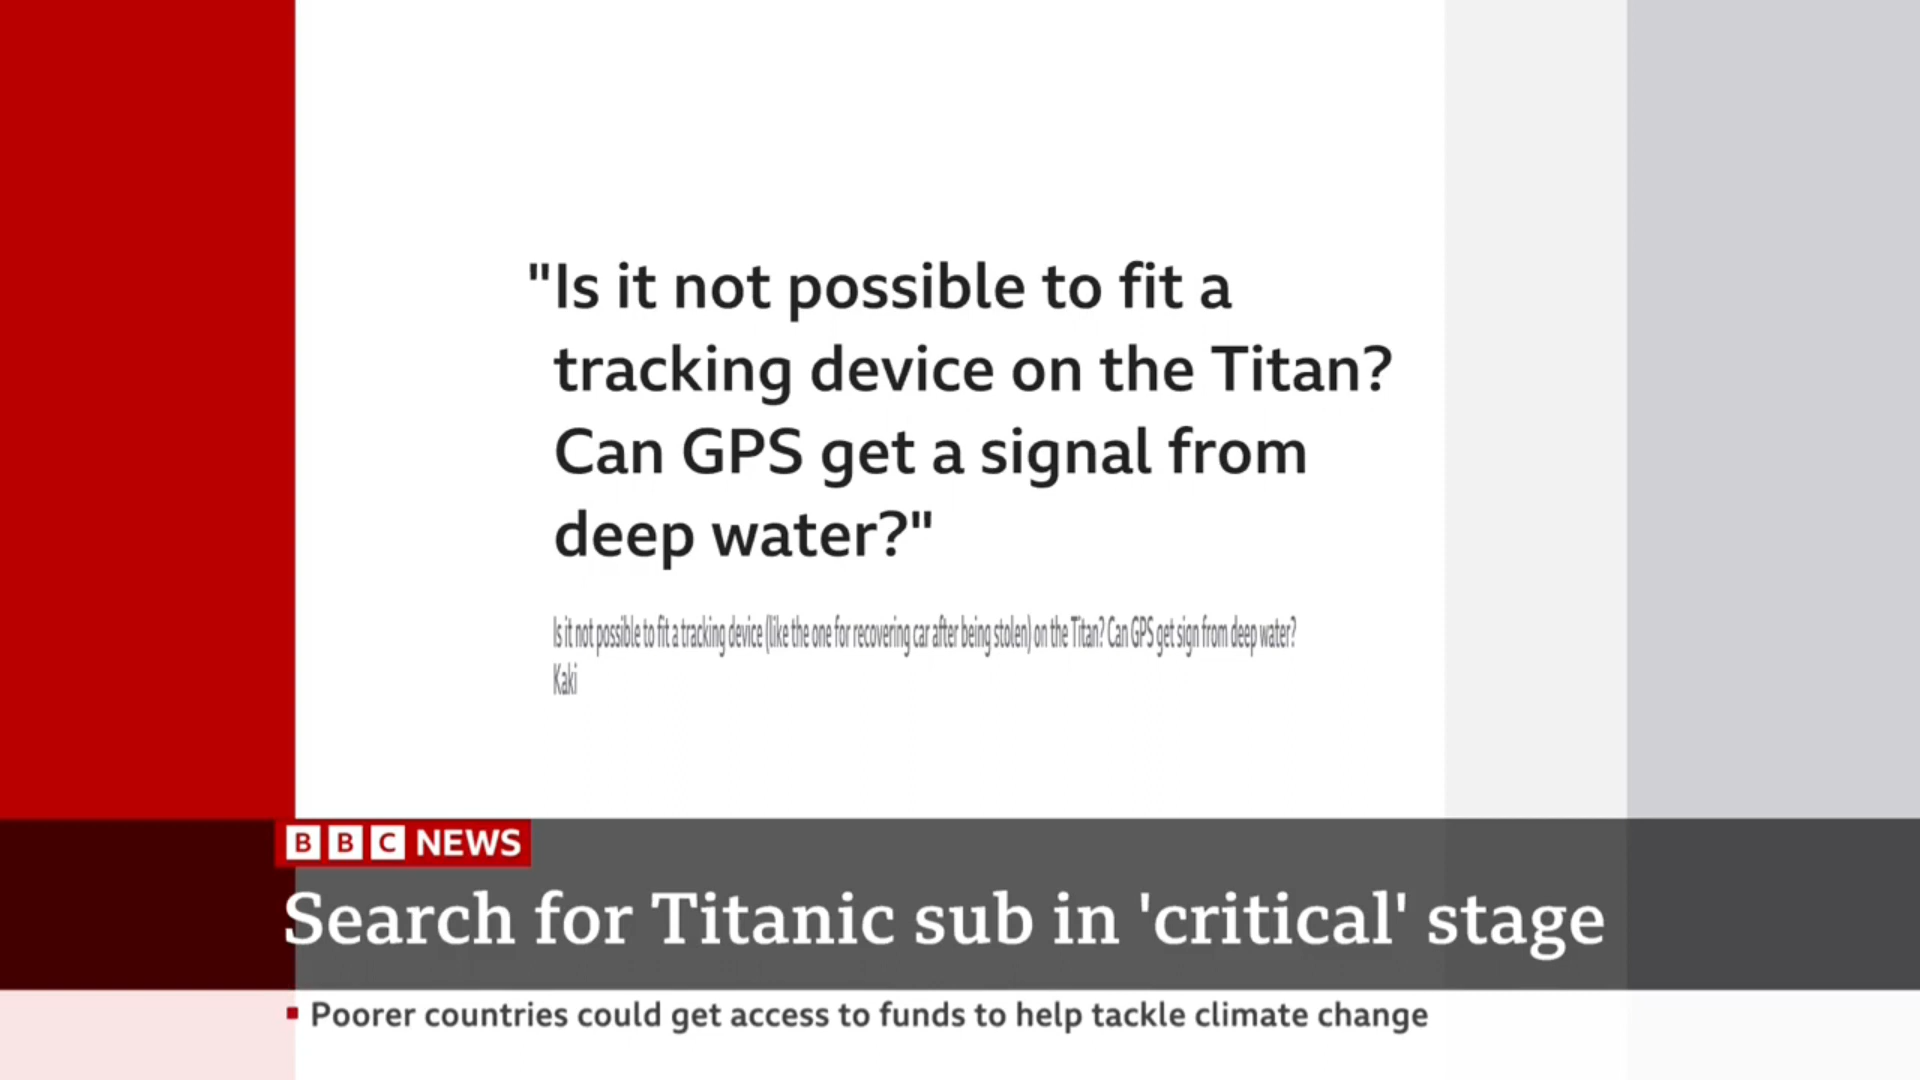 "Is it not possible to fit a
tracking device on the Titan?
Can GPS get a signal from
deep water?"
Is it not possible to fit a tracking device (like the one for recovering car after being stolen) on the Titan? Can GPS get sign from deep water?
Kaki
BBC NEWS
Search for Titanic sub in 'critical' stage
Poorer countries could get access to funds to help tackle climate change